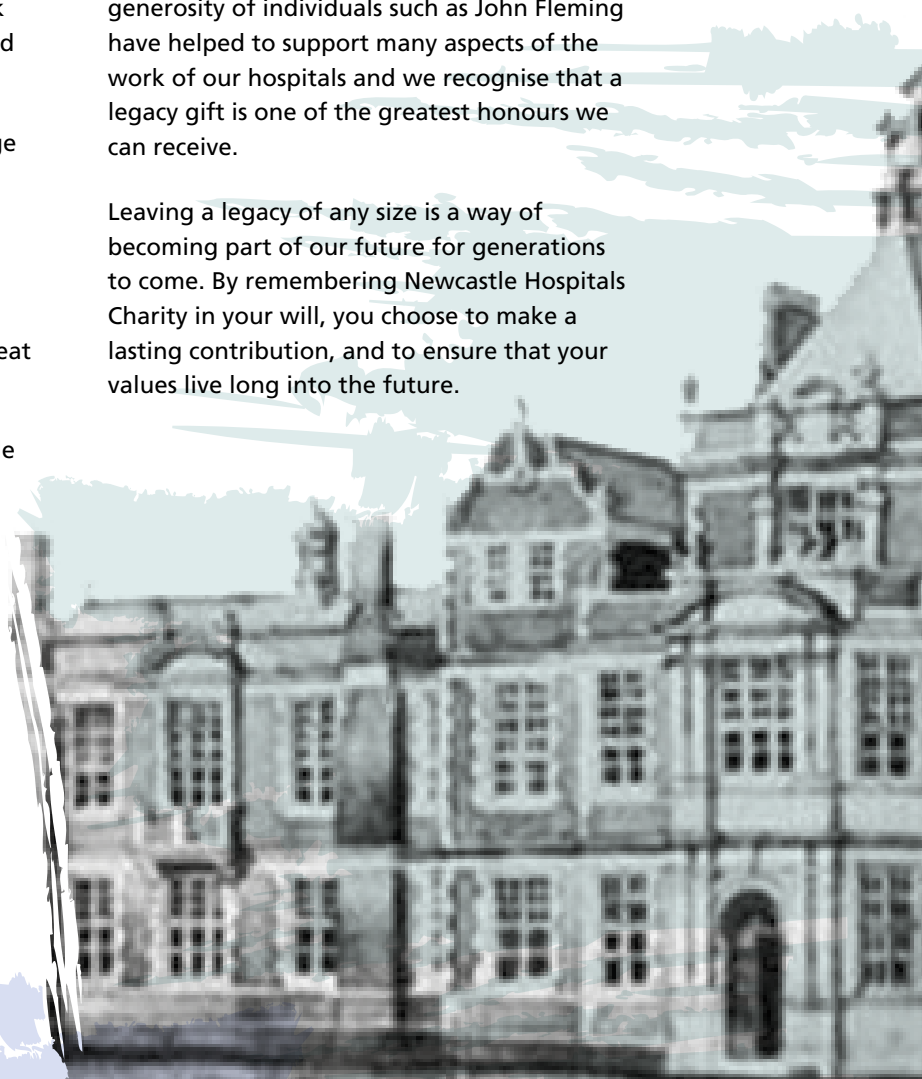 generosity of individuals such as John Fleming
have helped to support many aspects of the
work of our hospitals and we recognise that a
legacy gift is one of the greatest honours we
can receive.
Leaving a legacy of any size is a way of
becoming part of our future for generations
to come. By remembering Newcastle Hospitals
Charity in your will, you choose to make a
lasting contribution, and to ensure that your
values live long into the future.